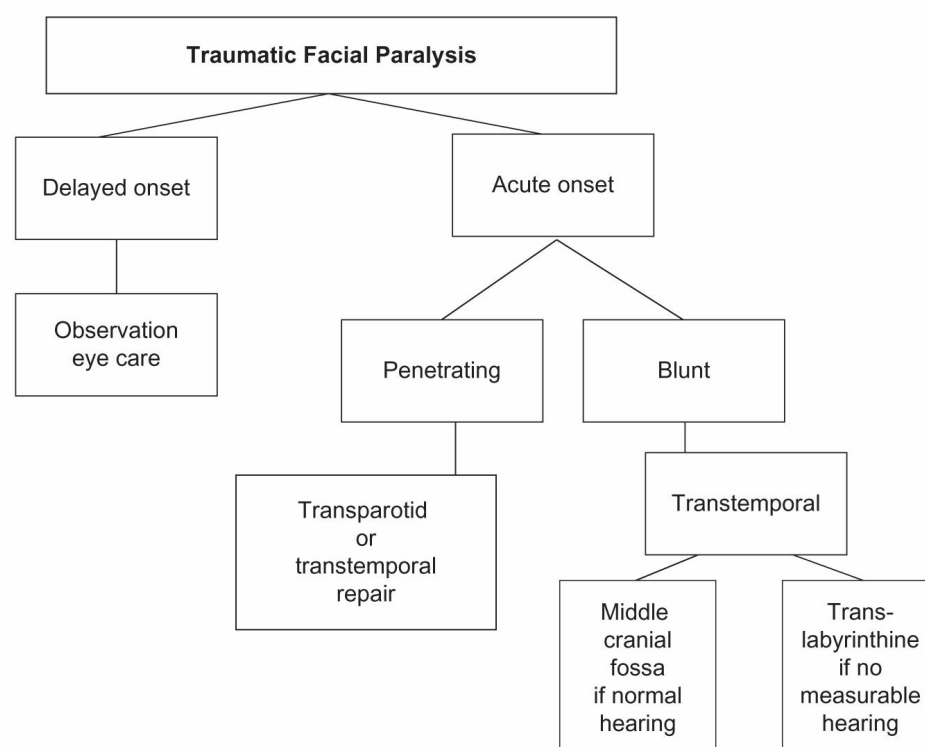 Traumatic Facial Paralysis
Delayed onset
Acute onset
Observation
eye care
Penetrating
Blunt
Transparotid
or
transtemporal
repair
Transtemporal
Middle
cranial
fossa
if normal
hearing
Trans-
labyrinthine
if no
measurable
hearing